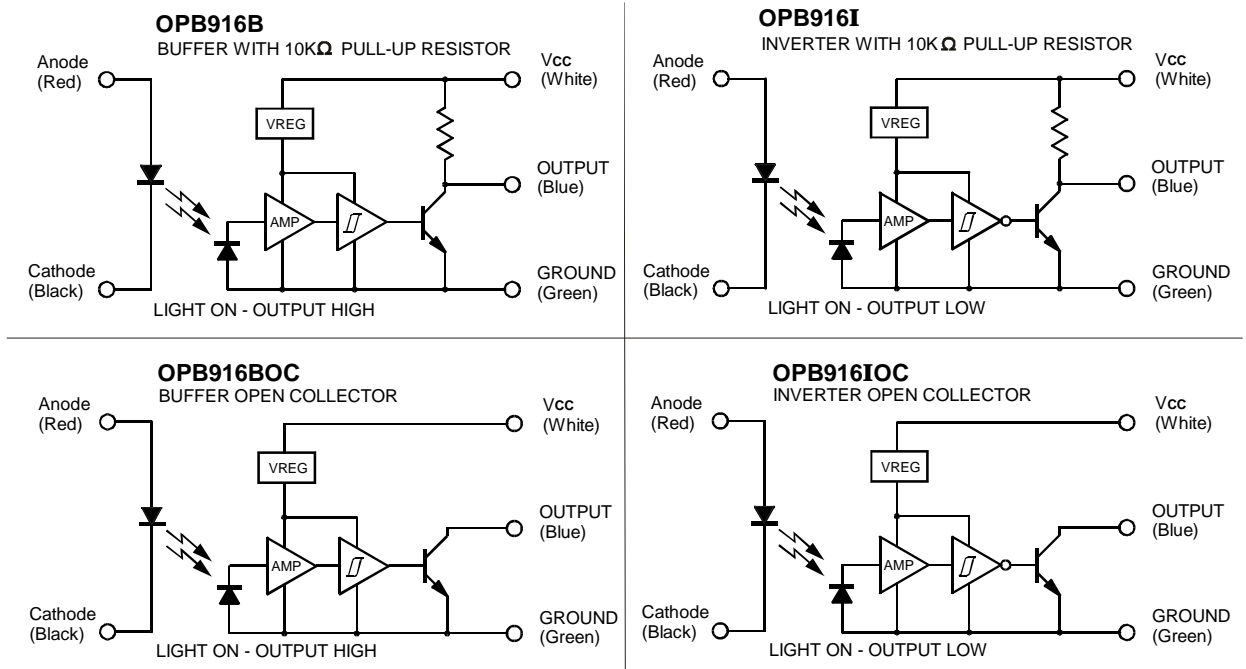 OPB916B
BUFFER WITH 10KΩ PULL-UP RESISTOR
Anode
(Red)
Vcc
(White)
VREG
OUTPUT
(Blue)
AMP
Cathode
(Black)
GROUND
(Green)
LIGHT ON - OUTPUT HIGH
OPB916I
INVERTER WITH 10KΩ PULL-UP RESISTOR
Anode
(Red)
Vcc
(White)
VREG
OUTPUT
(Blue)
AMP
Cathode
(Black)
GROUND
(Green)
LIGHT ON - OUTPUT LOW
OPB916BOC
BUFFER OPEN COLLECTOR
Anode
(Red)
Vcc
(White)
VREG
OUTPUT
(Blue)
AMP
Cathode
(Black)
GROUND
(Green)
LIGHT ON - OUTPUT HIGH
OPB916IOC
INVERTER OPEN COLLECTOR
Anode
(Red)
Vcc
(White)
VREG
OUTPUT
(Blue)
AMP
Cathode
(Black)
GROUND
(Green)
LIGHT ON - OUTPUT LOW